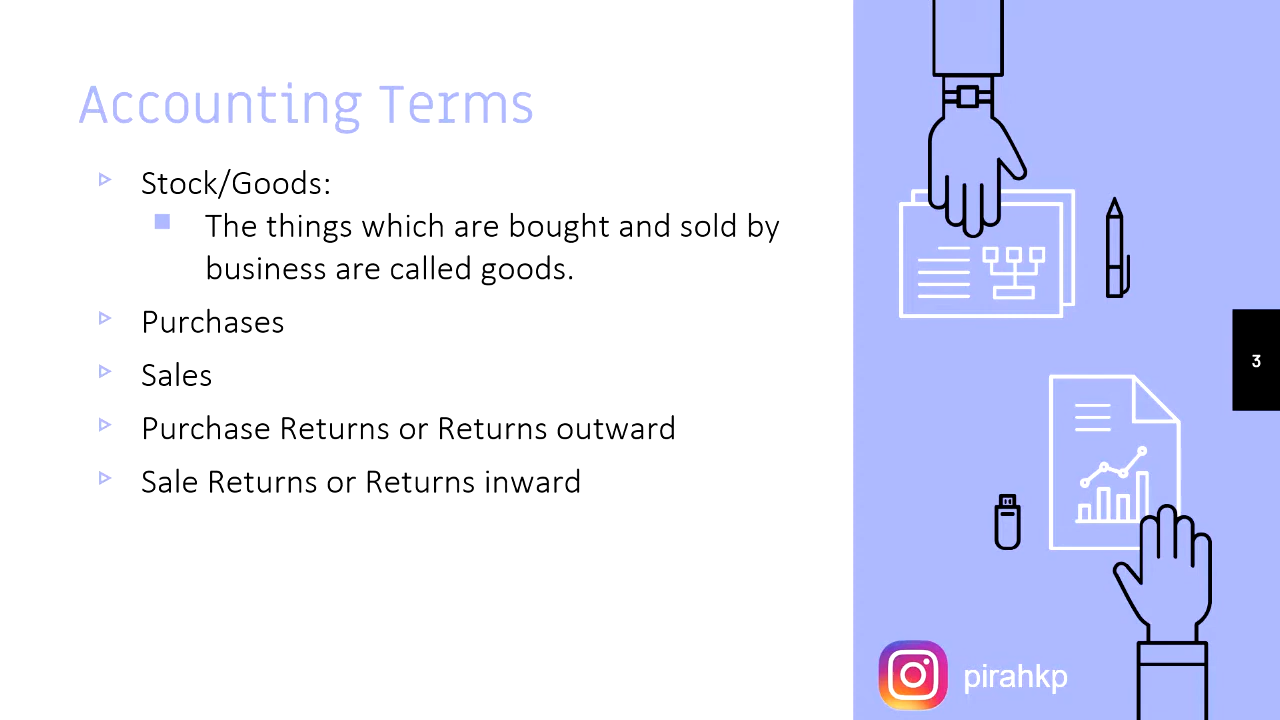 Accounting Terms
Stock/Goods:
The things which are bought and sold by
business are called goods.
Purchases
Sales
Purchase Returns or Returns outward
Sale Returns or Returns inward
3
pirahkp